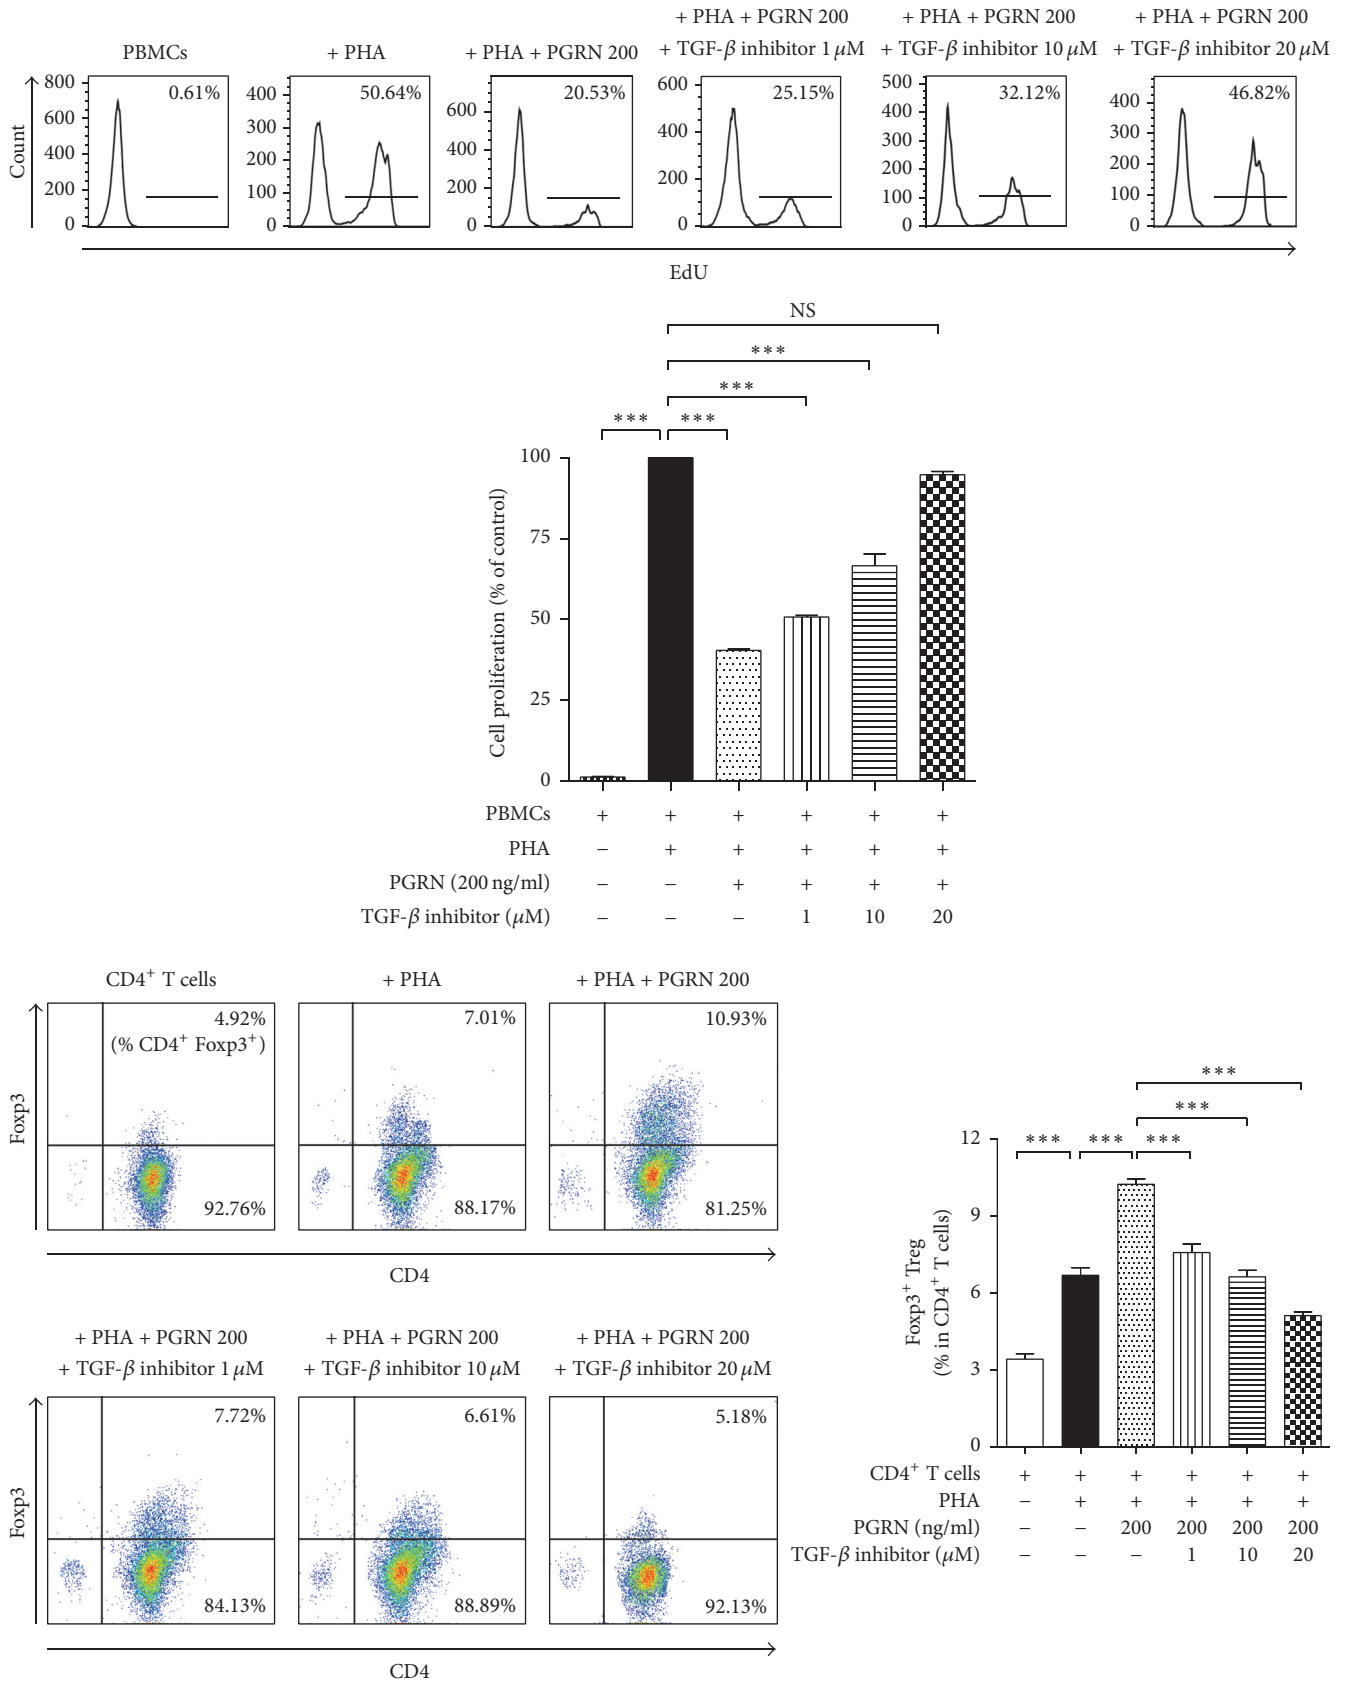 + PHA + PGRN 200 + PHA + PGRN 200 + PHA + PGRN 200
PBMCs + PHA + PHA + PGRN 200 + TGF-β inhibitor 1 μM + TGF-β inhibitor 10 μM + TGF-β inhibitor 20 μM
0.61% 50.64% 20.53% 25.15% 32.12% 46.82%
Count
800
600
400
200
0
400
300
200
100
0
600
400
200
0
600
400
200
0
500
400
300
200
100
0
400
300
200
100
0
EdU
NS
***
***
*** ***
Cell proliferation (% of control)
100
75
50
25
0
PBMCs + + + + + +
PHA − + + + + +
PGRN (200 ng/ml) − − + + + +
TGF-β inhibitor (μM) − − − 1 10 20
CD4+ T cells + PHA + PHA + PGRN 200
4.92% 7.01% 10.93%
(% CD4+ Foxp3+)
Foxp3
92.76% 88.17% 81.25%
CD4
+ PHA + PGRN 200 + PHA + PGRN 200 + PHA + PGRN 200
+ TGF-β inhibitor 1 μM + TGF-β inhibitor 10 μM + TGF-β inhibitor 20 μM
7.72% 6.61% 5.18%
Foxp3
84.13% 88.89% 92.13%
CD4
***
***
*** *** ***
Foxp3+ Treg
(% in CD4+ T cells)
12
9
6
3
0
CD4+ T cells + + + + + +
PHA − + + + + +
PGRN (ng/ml) − − 200 200 200 200
TGF-β inhibitor (μM) − − − 1 10 20